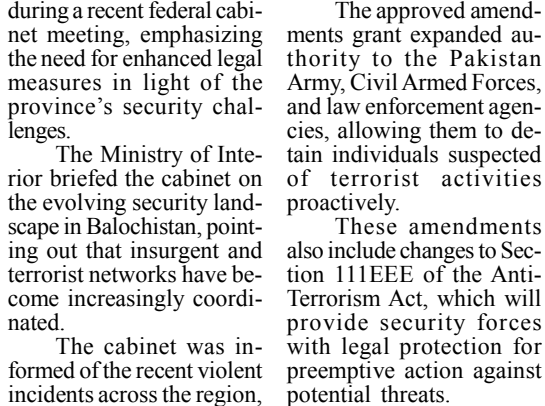 during a recent federal cabi-
net meeting, emphasizing
the need for enhanced legal
measures in light of the
province's security chal-
lenges.
The Ministry of Inte-
rior briefed the cabinet on
the evolving security land-
scape in Balochistan, point-
ing out that insurgent and
terrorist networks have be-
come increasingly coordi-
nated.
The cabinet was in-
formed of the recent violent
incidents across the region,
The approved amend-
ments grant expanded au-
thority to the Pakistan
Army, Civil Armed Forces,
and law enforcement agen-
cies, allowing them to de-
tain individuals suspected
of terrorist activities
proactively.
These amendments
also include changes to Sec-
tion 111EEE of the Anti-
Terrorism Act, which will
provide security forces
with legal protection for
preemptive action against
potential threats.